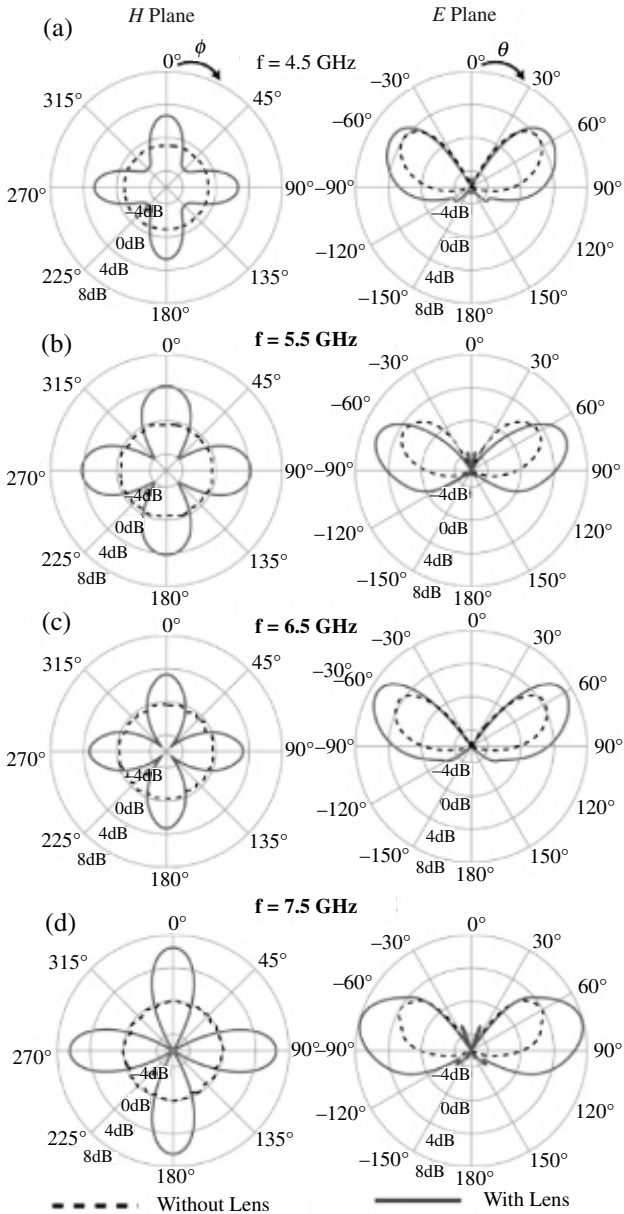 H Plane
E Plane
(a)
0° ϕ f = 4.5 GHz 0° θ
315° 45° −30° 30°
−60° 60°
270° 90° −90° 90°
−4dB −4dB
0dB 0dB
−120° 120°
225° 4dB 135° 4dB
8dB −150° 8dB 150°
180° 180°
(b)
0° f = 5.5 GHz 0°
315° 45° −30° 30°
−60° 60°
270° 90° −90° 90°
−4dB −4dB
0dB 0dB
−120° 120°
225° 4dB 135° 4dB
8dB −150° 8dB 150°
180° 180°
(c)
0° f = 6.5 GHz 0°
315° 45° −30° 30°
−30°
−60° 60°
270° 90° −90° 90°
−4dB −4dB
0dB 0dB
−120° 120°
225° 4dB 135° 4dB
8dB −150° 8dB 150°
180° 180°
(d)
f = 7.5 GHz
0° 0°
315° 45° −30° 30°
−60° 60°
270° 90° −90° 90°
−4dB −4dB
0dB 0dB
−120° 120°
225° 4dB 135° 4dB
8dB −150° 8dB 150°
180° 180°
Without Lens With Lens